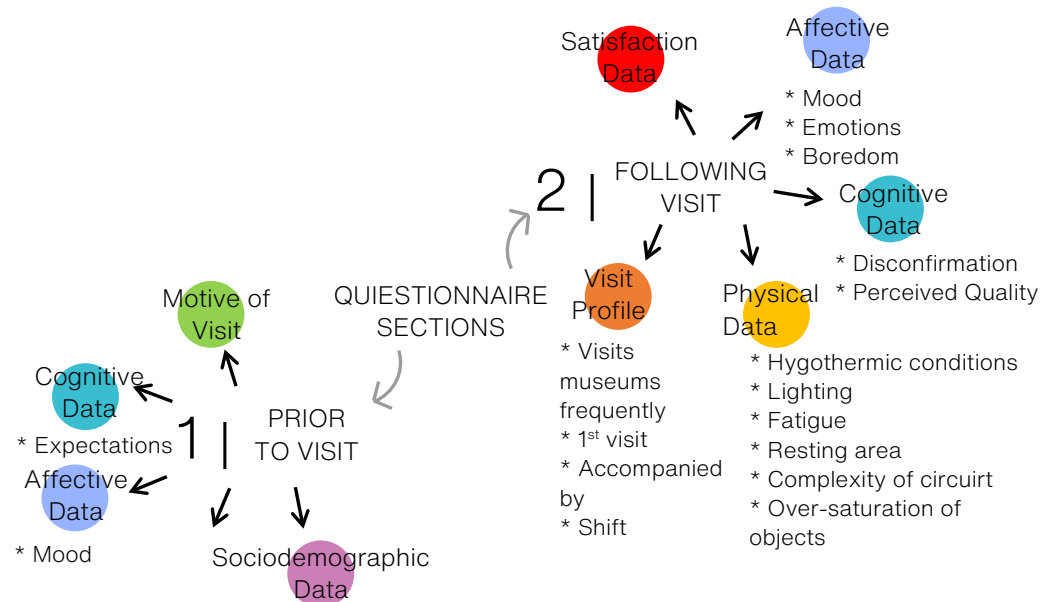 QUIESTIONNAIRE
SECTIONS
1 |
PRIOR
TO VISIT
Motive of
Visit
Cognitive
Data
* Expectations
Affective
Data
* Mood
Sociodemographic
Data
2 |
FOLLOWING
VISIT
Satisfaction
Data
Affective
Data
* Mood
* Emotions
* Boredom
Cognitive
Data
* Disconfirmation
* Perceived Quality
Visit
Profile
* Visits
museums
frequently
* 1st visit
* Accompanied
by
* Shift
Physical
Data
* Hygothermic conditions
* Lighting
* Fatigue
* Resting area
* Complexity of circuirt
* Over-saturation of
objects